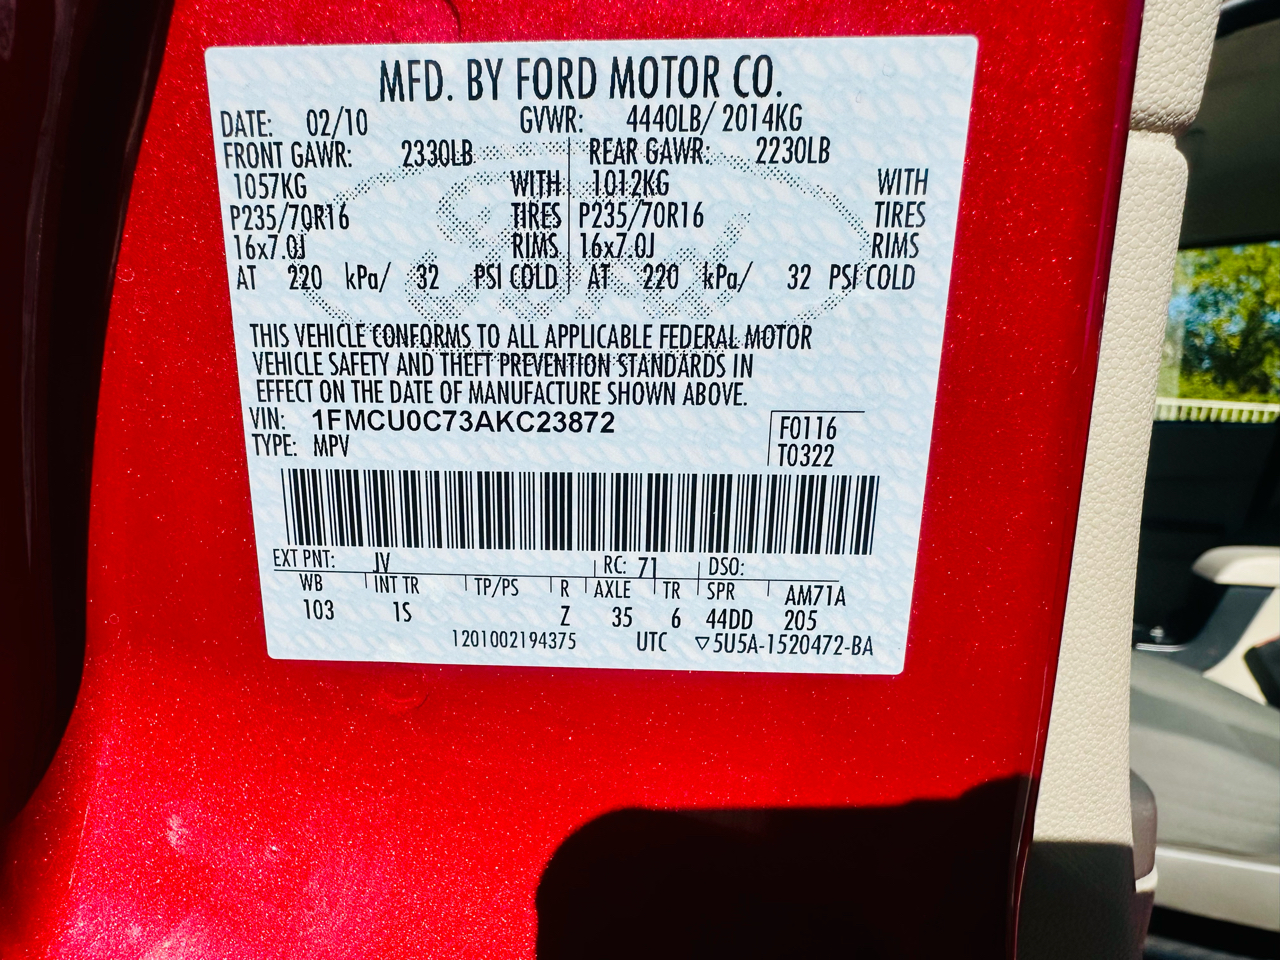 MFD. BY FORD MOTOR CO.
DATE: 02/10 GVWR: 4440LB/ 2014KG
FRONT GAWR: 2330LB REAR GAWR: 2230LB
1057KG WITH 1012KG WITH
P235/70R16 TIRES P235/70R16 TIRES
16x7.0J RIMS 16x7.0J RIMS
AT 220 kPa/ 32 PSI COLD AT 220 kPa/ 32 PSI COLD
THIS VEHICLE CONFORMS TO ALL APPLICABLE FEDERAL MOTOR
VEHICLE SAFETY AND THEFT PREVENTION STANDARDS IN
EFFECT ON THE DATE OF MANUFACTURE SHOWN ABOVE.
VIN: 1FMCU0C73AKC23872 F0116
TYPE: MPV T0322
EXT PNT: JV RC: 71 DSO:
WB INT TR TP/PS R AXLE TR SPR AM71A
103 1S Z 35 6 44DD 205
1201002194375 UTC ▽5U5A-1520472-BA